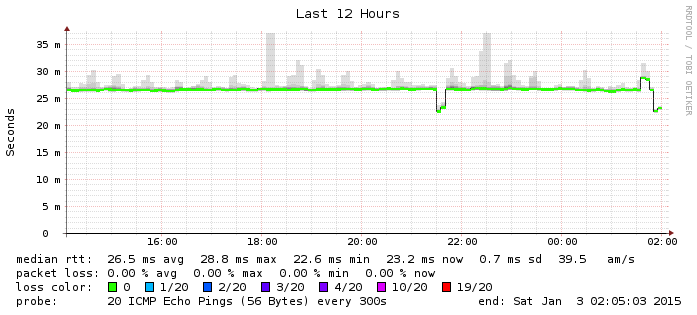 Last 12 Hours
RRDTOOL / TOBI OETIKER
Seconds
35 m
30 m
25 m
20 m
15 m
10 m
5 m
0
16:00 18:00 20:00 22:00 00:00 02:00
median rtt: 26.5 ms avg 28.8 ms max 22.6 ms min 23.2 ms now 0.7 ms sd 39.5 am/s
packet loss: 0.00 % avg 0.00 % max 0.00 % min 0.00 % now
loss color: 0 1/20 2/20 3/20 4/20 10/20 19/20
probe: 20 ICMP Echo Pings (56 Bytes) every 300s end: Sat Jan 3 02:05:03 2015